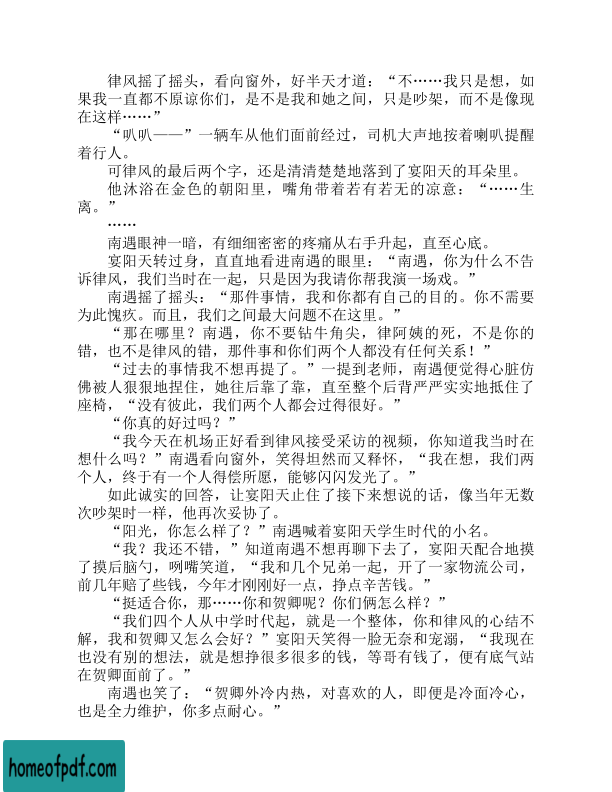 律风摇了摇头，看向窗外，好半天才道：“不……我只是想，如
果我一直都不原谅你们，是不是我和她之间，只是吵架，而不是像现
在这样……”
“叭叭——”一辆车从他们面前经过，司机大声地按着喇叭提醒
着行人。
可律风的最后两个字，还是清清楚楚地落到了宴阳天的耳朵里。
他沐浴在金色的朝阳里，嘴角带着若有若无的凉意：“……生
离。”
……
南遇眼神一暗，有细细密密的疼痛从右手升起，直至心底。
宴阳天转过身，直直地看进南遇的眼里：“南遇，你为什么不告
诉律风，我们当时在一起，只是因为我请你帮我演一场戏。”
南遇摇了摇头：“那件事情，我和你都有自己的目的。你不需要
为此愧疚。而且，我们之间最大问题不在这里。”
“那在哪里？南遇，你不要钻牛角尖，律阿姨的死，不是你的
错，也不是律风的错，那件事和你们两个人都没有任何关系！”
“过去的事情我不想再提了。”一提到老师，南遇便觉得心脏仿
佛被人狠狠地捏住，她往后靠了靠，直至整个后背严严实实地抵住了
座椅，“没有彼此，我们两个人都会过得很好。”
“你真的好过吗？”
“我今天在机场正好看到律风接受采访的视频，你知道我当时在
想什么吗？”南遇看向窗外，笑得坦然而又释怀，“我在想，我们两
个人，终于有一个人得偿所愿，能够闪闪发光了。”
如此诚实的回答，让宴阳天止住了接下来想说的话，像当年无数
次吵架时一样，他再次妥协了。
“阳光，你怎么样了？”南遇喊着宴阳天学生时代的小名。
“我？我还不错，”知道南遇不想再聊下去了，宴阳天配合地摸
了摸后脑勺，咧嘴笑道，“我和几个兄弟一起，开了一家物流公司，
前几年赔了些钱，今年才刚刚好一点，挣点辛苦钱。”
“挺适合你，那……你和贺卿呢？你们俩怎么样？”
“我们四个人从中学时代起，就是一个整体，你和律风的心结不
解，我和贺卿又怎么会好？”宴阳天笑得一脸无奈和宠溺，“我现在
也没有别的想法，就是想挣很多很多的钱，等哥有钱了，便有底气站
在贺卿面前了。”
南遇也笑了：“贺卿外冷内热，对喜欢的人，即便是冷面冷心，
也是全力维护，你多点耐心。”
homeofpdf.com